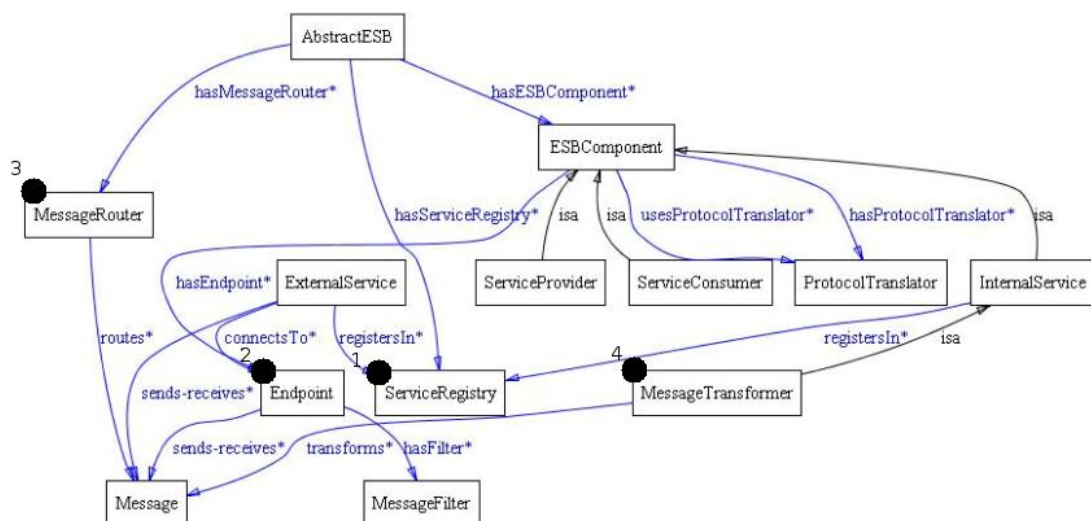 AbstractESB
hasMessageRouter*
hasESBComponent*
ESBComponent
3
MessageRouter
hasServiceRegistry*
isa
isa
usesProtocolTranslator*
hasProtocolTranslator*
isa
hasEndpoint*
ExternalService
ServiceProvider
ServiceConsumer
ProtocolTranslator
InternalService
routes*
connectsTo*
registersIn*
registersIn*
isa
2
1
4
sends-receives*
Endpoint
ServiceRegistry
MessageTransformer
sends-receives*
transforms*
hasFilter*
Message
MessageFilter